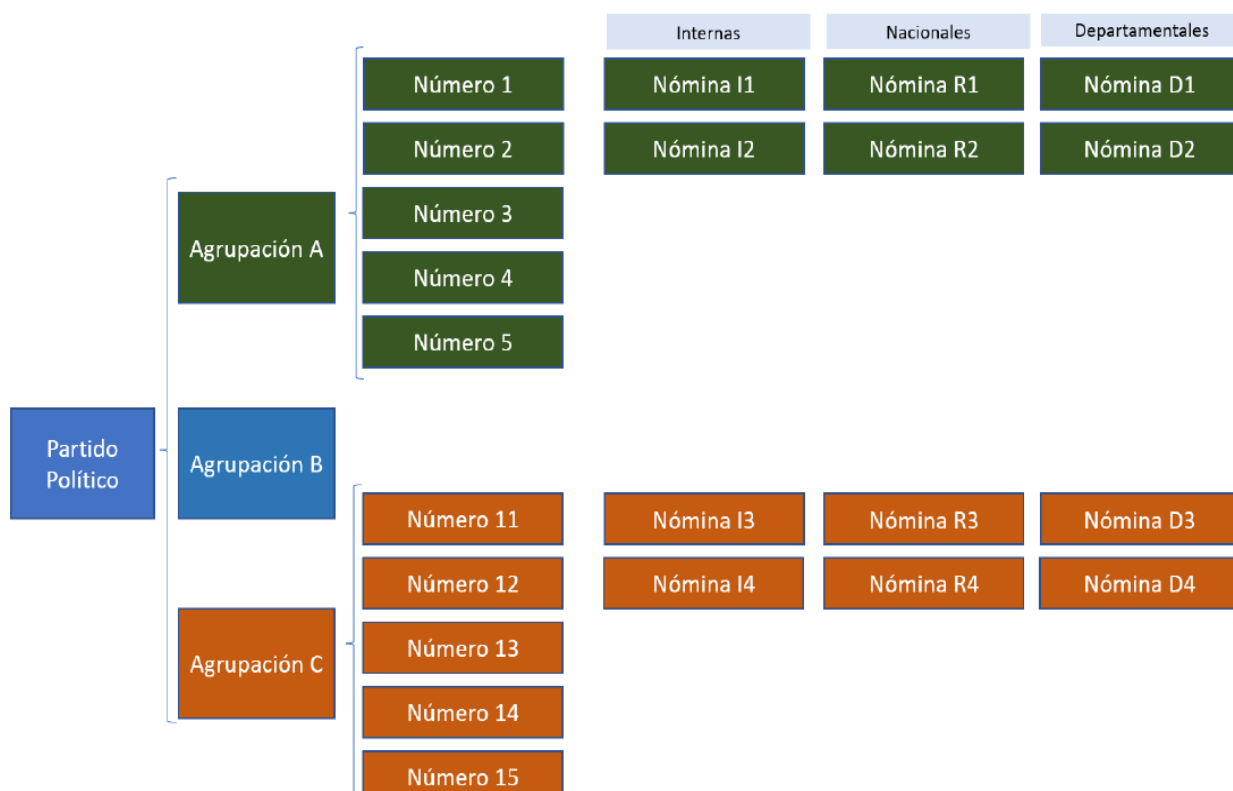 Internas
Nacionales
Departamentales
Número 1
Nómina I1
Nómina R1
Nómina D1
Número 2
Nómina I2
Nómina R2
Nómina D2
Número 3
Agrupación A
Número 4
Número 5
Partido
Político
Agrupación B
Número 11
Nómina I3
Nómina R3
Nómina D3
Número 12
Nómina I4
Nómina R4
Nómina D4
Número 13
Agrupación C
Número 14
Número 15